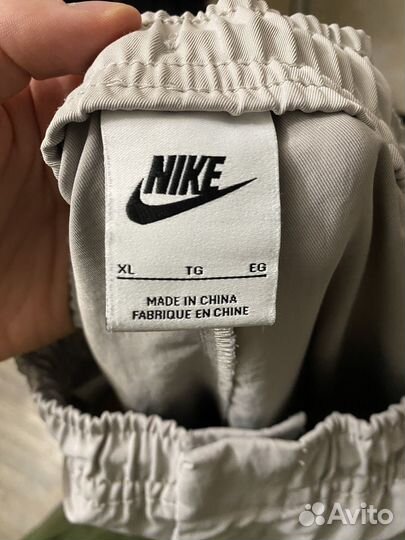 NIKE
XL TG EG
MADE IN CHINA
FABRIQUE EN CHINE
Avito